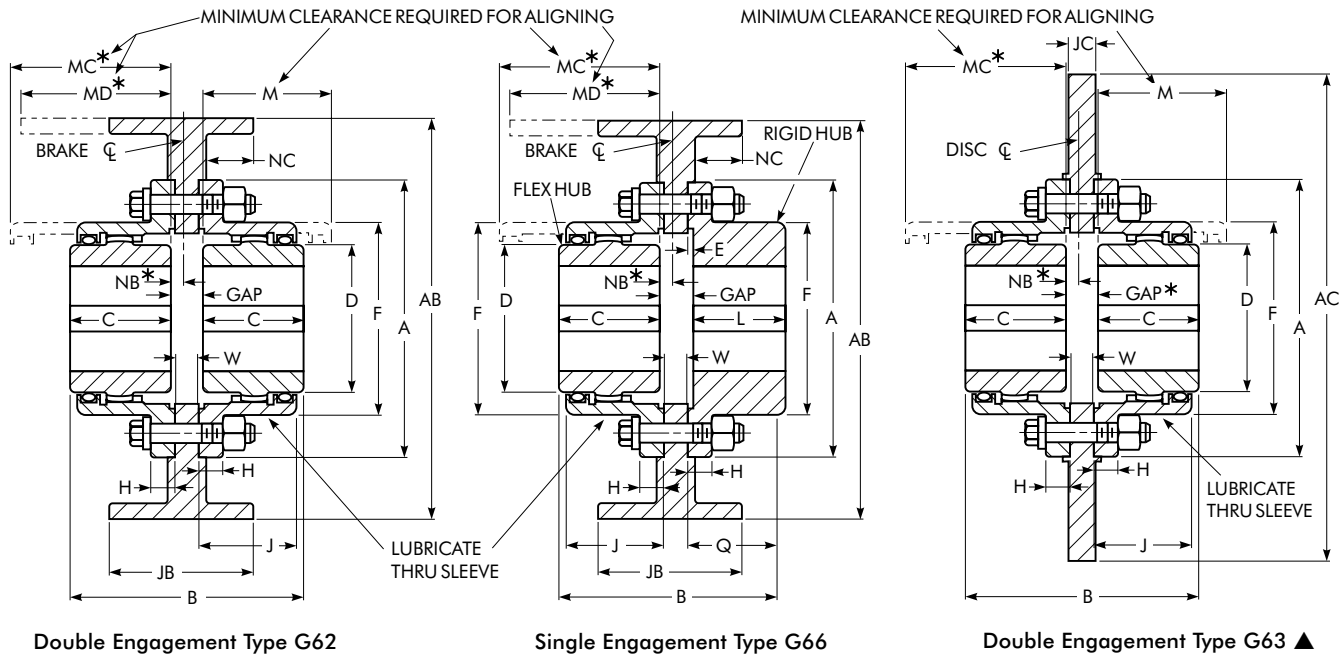 MINIMUM CLEARANCE REQUIRED FOR ALIGNING
MC*
MD*
M
BRAKE ℄
NC
NB*
GAP
D
F
A
AB
C
C
W
H
H
J
JB
B
LUBRICATE
THRU SLEEVE
Double Engagement Type G62
MC*
MD*
BRAKE ℄
NC
RIGID HUB
FLEX HUB
E
NB*
GAP
F
D
C
L
F
A
AB
W
H
H
J
Q
JB
B
Single Engagement Type G66
MINIMUM CLEARANCE REQUIRED FOR ALIGNING
JC
MC*
M
DISC ℄
NB*
GAP*
D
F
A
AC
C
C
W
H
H
J
B
LUBRICATE
THRU SLEEVE
Double Engagement Type G63 ▲